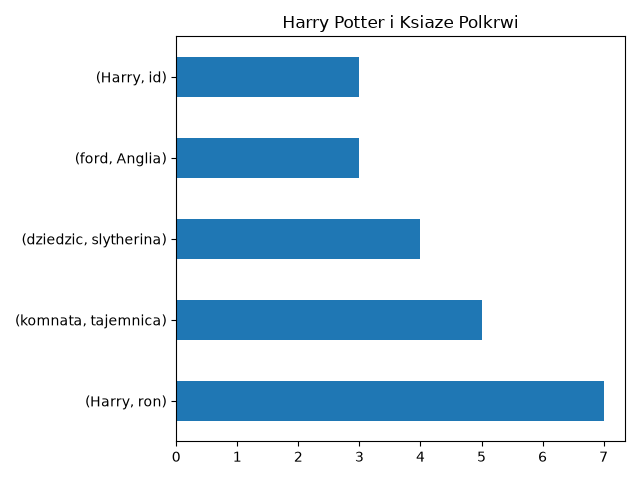 Harry Potter i Ksiaze Polkrwi
(Harry, id)
(ford, Anglia)
(dziedzic, slytherina)
(komnata, tajemnica)
(Harry, ron)
0 1 2 3 4 5 6 7